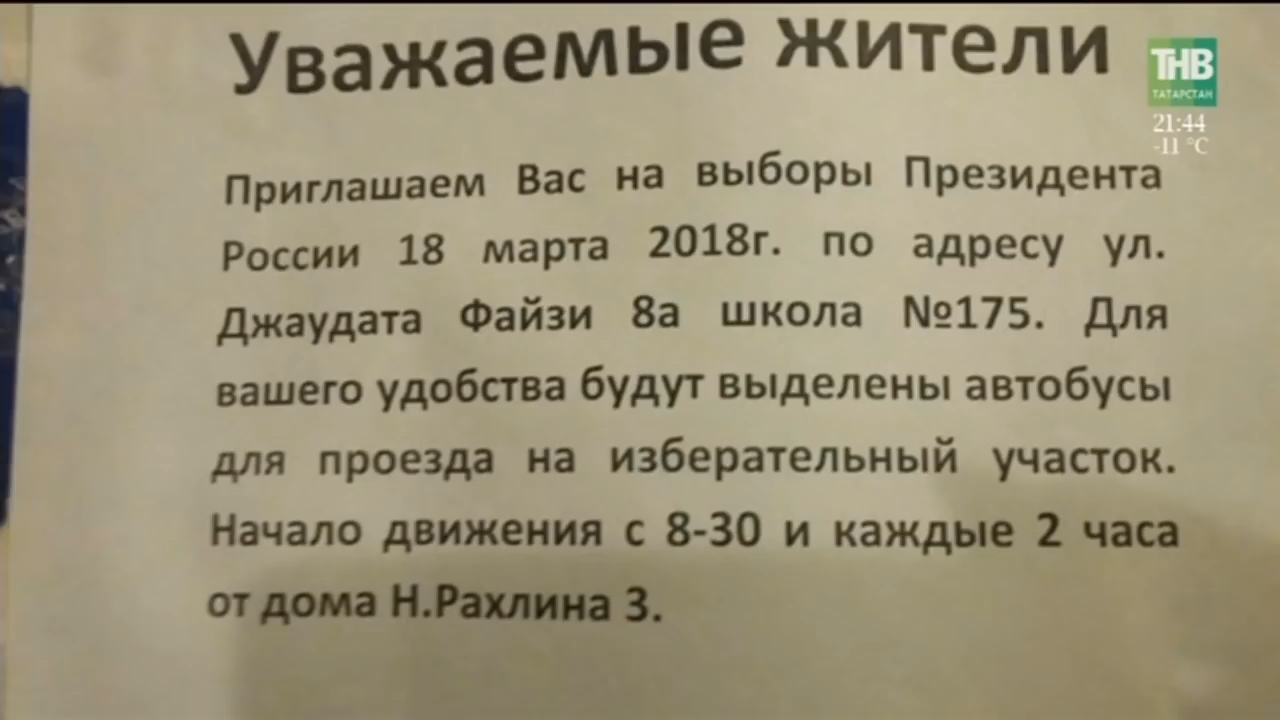 Уважаемые жители
ТНВ
ТАТАРСТАН
21:44
-11 °C
Приглашаем Вас на выборы Президента
России 18 марта 2018г. по адресу ул.
Джаудата Файзи 8а школа №175. Для
вашего удобства будут выделены автобусы
для проезда на изберательный участок.
Начало движения с 8-30 и каждые 2 часа
от дома Н.Рахлина 3.